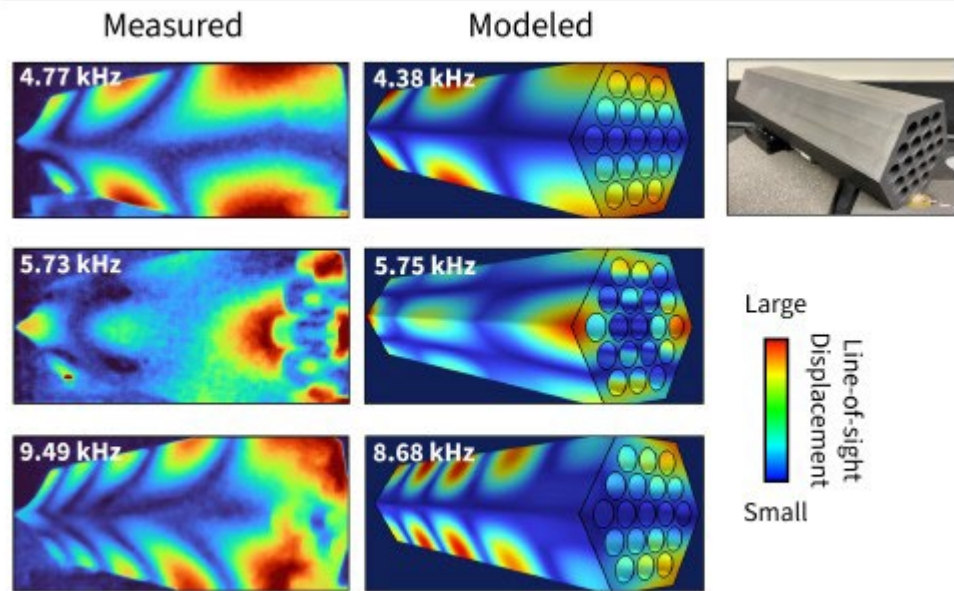 Measured
Modeled
4.77 kHz
4.38 kHz
5.73 kHz
5.75 kHz
Large
Line-of-sight
Displacement
Small
9.49 kHz
8.68 kHz